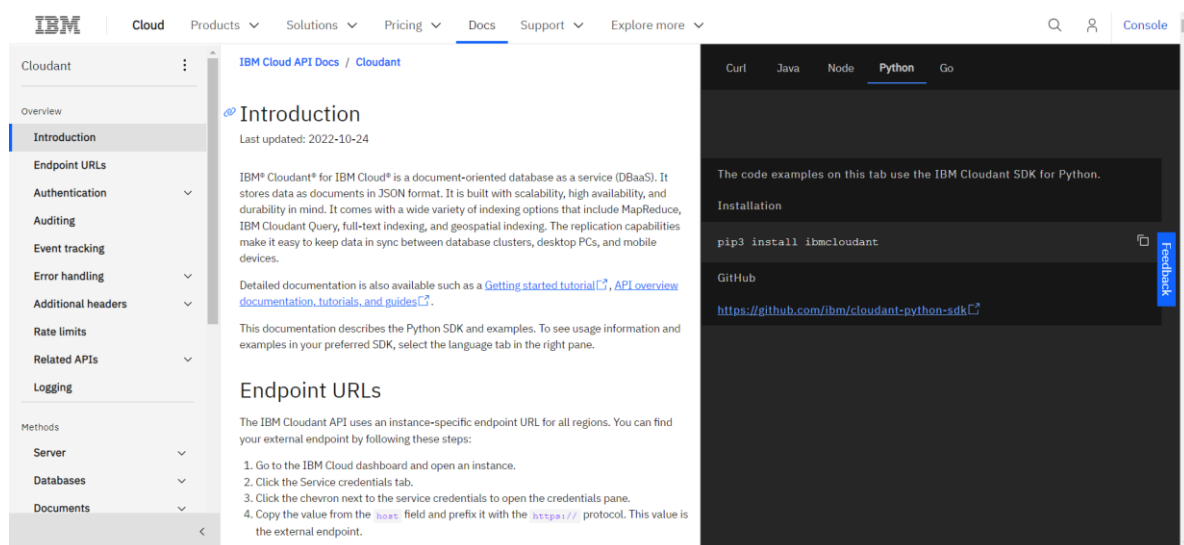 IBM Cloud Products Solutions Pricing Docs Support Explore more Console
Cloudant
Overview
Introduction
Endpoint URLs
Authentication
Auditing
Event tracking
Error handling
Additional headers
Rate limits
Related APIs
Logging
Methods
Server
Databases
Documents
IBM Cloud API Docs / Cloudant
Introduction
Last updated: 2022-10-24
IBM® Cloudant® for IBM Cloud® is a document-oriented database as a service (DBaaS). It
stores data as documents in JSON format. It is built with scalability, high availability, and
durability in mind. It comes with a wide variety of indexing options that include MapReduce,
IBM Cloudant Query, full-text indexing, and geospatial indexing. The replication capabilities
make it easy to keep data in sync between database clusters, desktop PCs, and mobile
devices.
Detailed documentation is also available such as a Getting started tutorial, API overview
documentation, tutorials, and guides.
This documentation describes the Python SDK and examples. To see usage information and
examples in your preferred SDK, select the language tab in the right pane.
Endpoint URLs
The IBM Cloudant API uses an instance-specific endpoint URL for all regions. You can find
your external endpoint by following these steps:
1. Go to the IBM Cloud dashboard and open an instance.
2. Click the Service credentials tab.
3. Click the chevron next to the service credentials to open the credentials pane.
4. Copy the value from the host field and prefix it with the https:// protocol. This value is
the external endpoint.
Curl Java Node Python Go
The code examples on this tab use the IBM Cloudant SDK for Python.
Installation
pip3 install ibmcloudant
GitHub
https://github.com/ibm/cloudant-python-sdk
Feedback